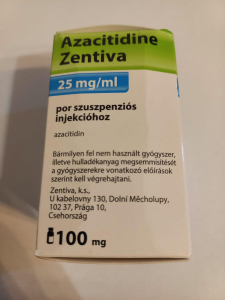 Azacitidine
Zentiva
25 mg/ml
por szuszpenziós
injekcióhoz
azacitidin
Bármilyen fel nem használt gyógyszer,
illetve hulladékanyag megsemmisítését
a gyógyszerekre vonatkozó előírások
szerint kell végrehajtani.
Zentiva, k.s.,
U kabelovny 130, Dolní Měcholupy,
102 37, Prága 10,
Csehország
100 mg